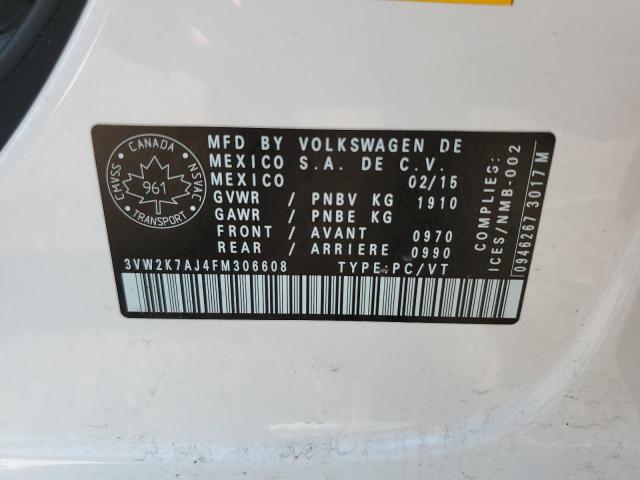 CMVSS
CANADA
NSVAC
961
TRANSPORT
MFD BY VOLKSWAGEN DE
MEXICO S.A. DE C.V.
MEXICO 02/15
GVWR / PNBV KG 1910
GAWR / PNBE KG
FRONT / AVANT 0970
REAR / ARRIERE 0990
3VW2K7AJ4FM306608 TYPE:PC/VT
COMPLIES:
ICES/NMB-002
0946267 3017 M